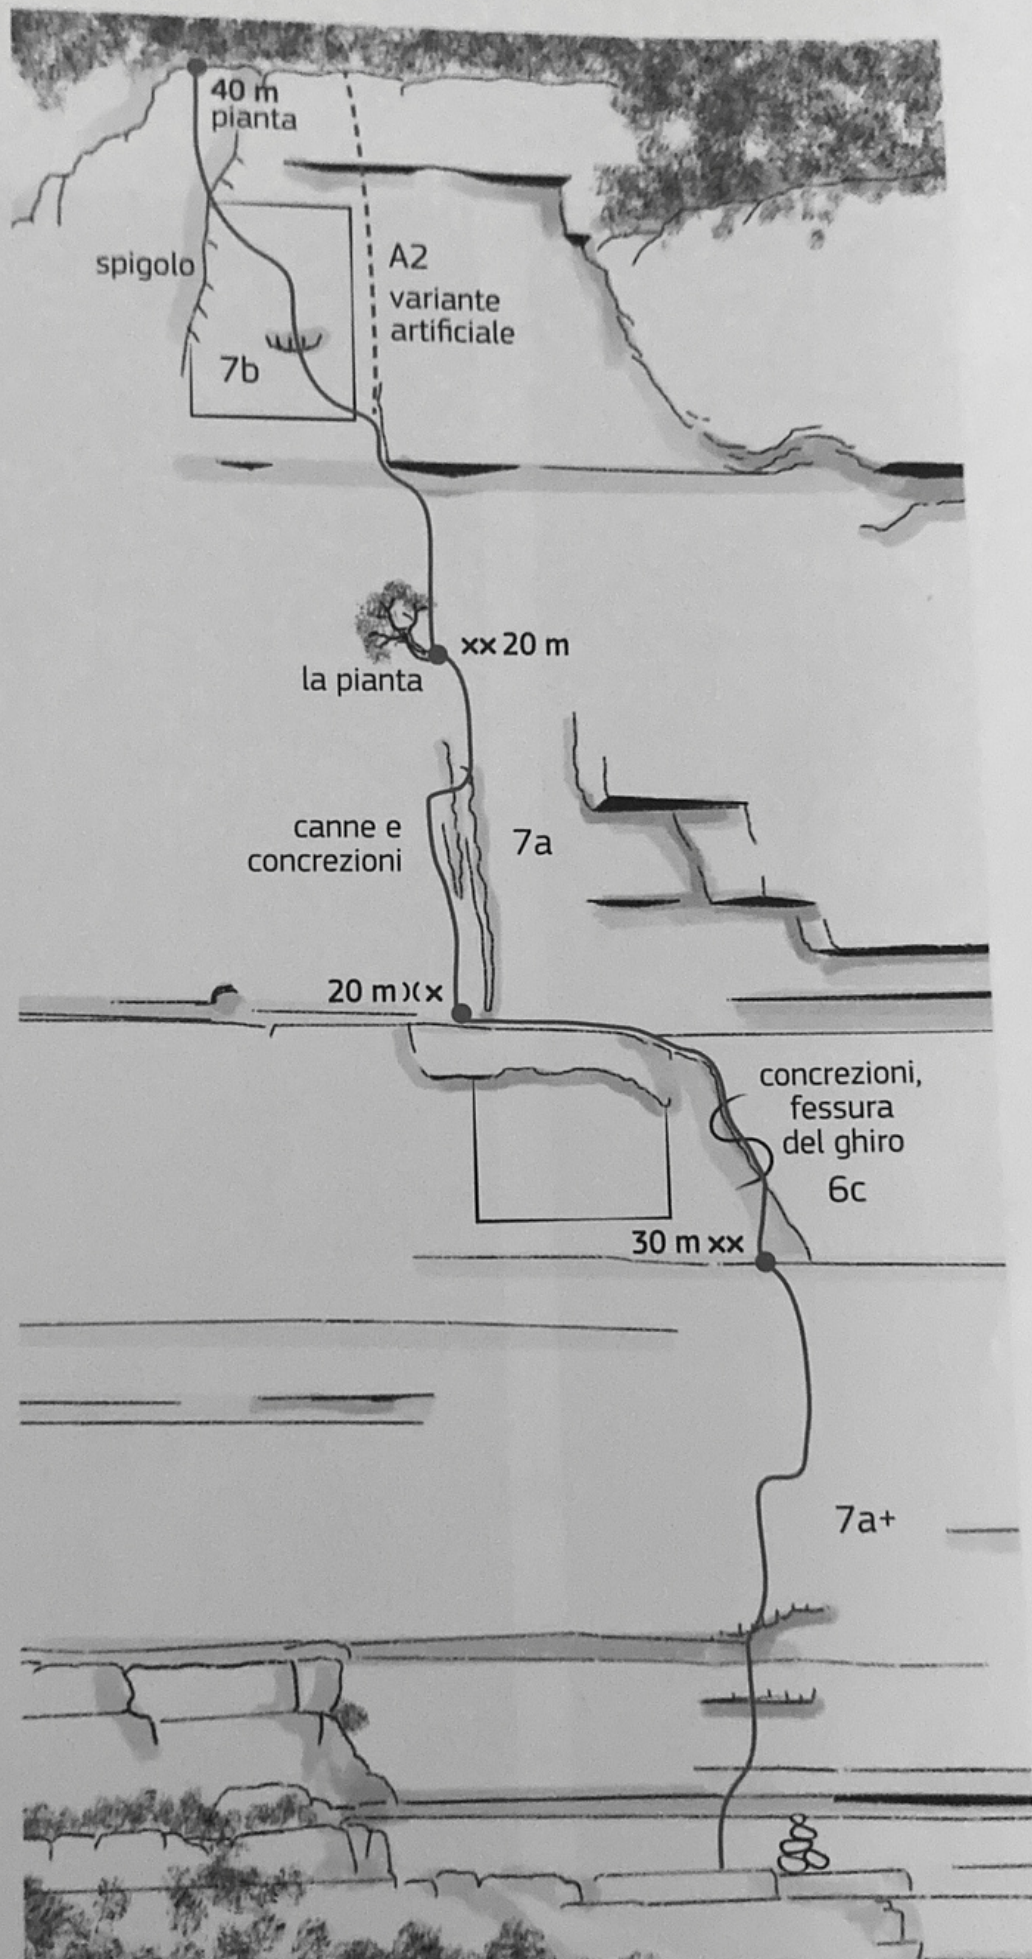 40 m
pianta
spigolo
A2
variante
artificiale
7b
xx 20 m
la pianta
canne e
concrezioni
7a
20 m)(x
concrezioni,
fessura
del ghiro
6c
30 m xx
7a+